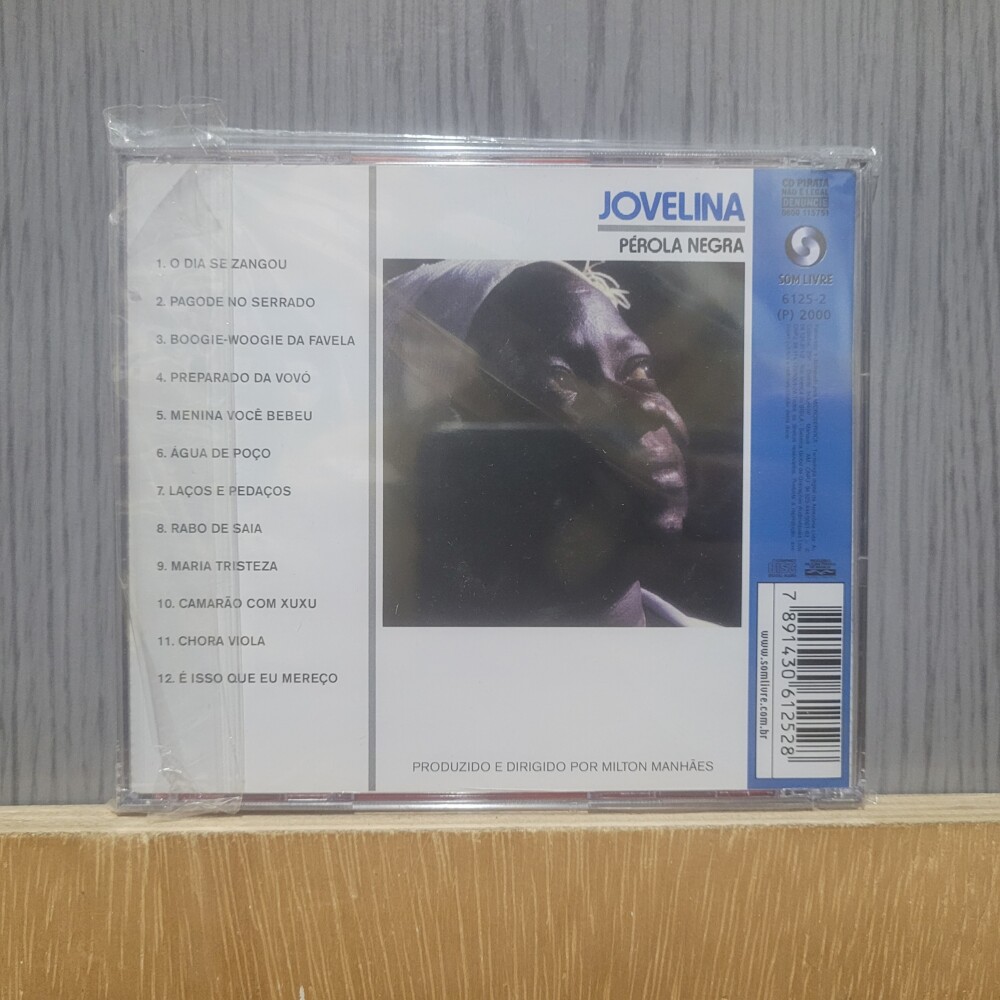 JOVELINA
PÉROLA NEGRA
1. O DIA SE ZANGOU
2. PAGODE NO SERRADO
3. BOOGIE-WOOGIE DA FAVELA
4. PREPARADO DA VOVÓ
5. MENINA VOCÊ BEBEU
6. ÁGUA DE POÇO
7. LAÇOS E PEDAÇOS
8. RABO DE SAIA
9. MARIA TRISTEZA
10. CAMARÃO COM XUXU
11. CHORA VIOLA
12. É ISSO QUE EU MEREÇO
PRODUZIDO E DIRIGIDO POR MILTON MANHÃES
CD PIRATA
NÃO É LEGAL
DENUNCIE
SOM LIVRE
6125-2
(P) 2000
www.somlivre.com.br
7 891430 612528